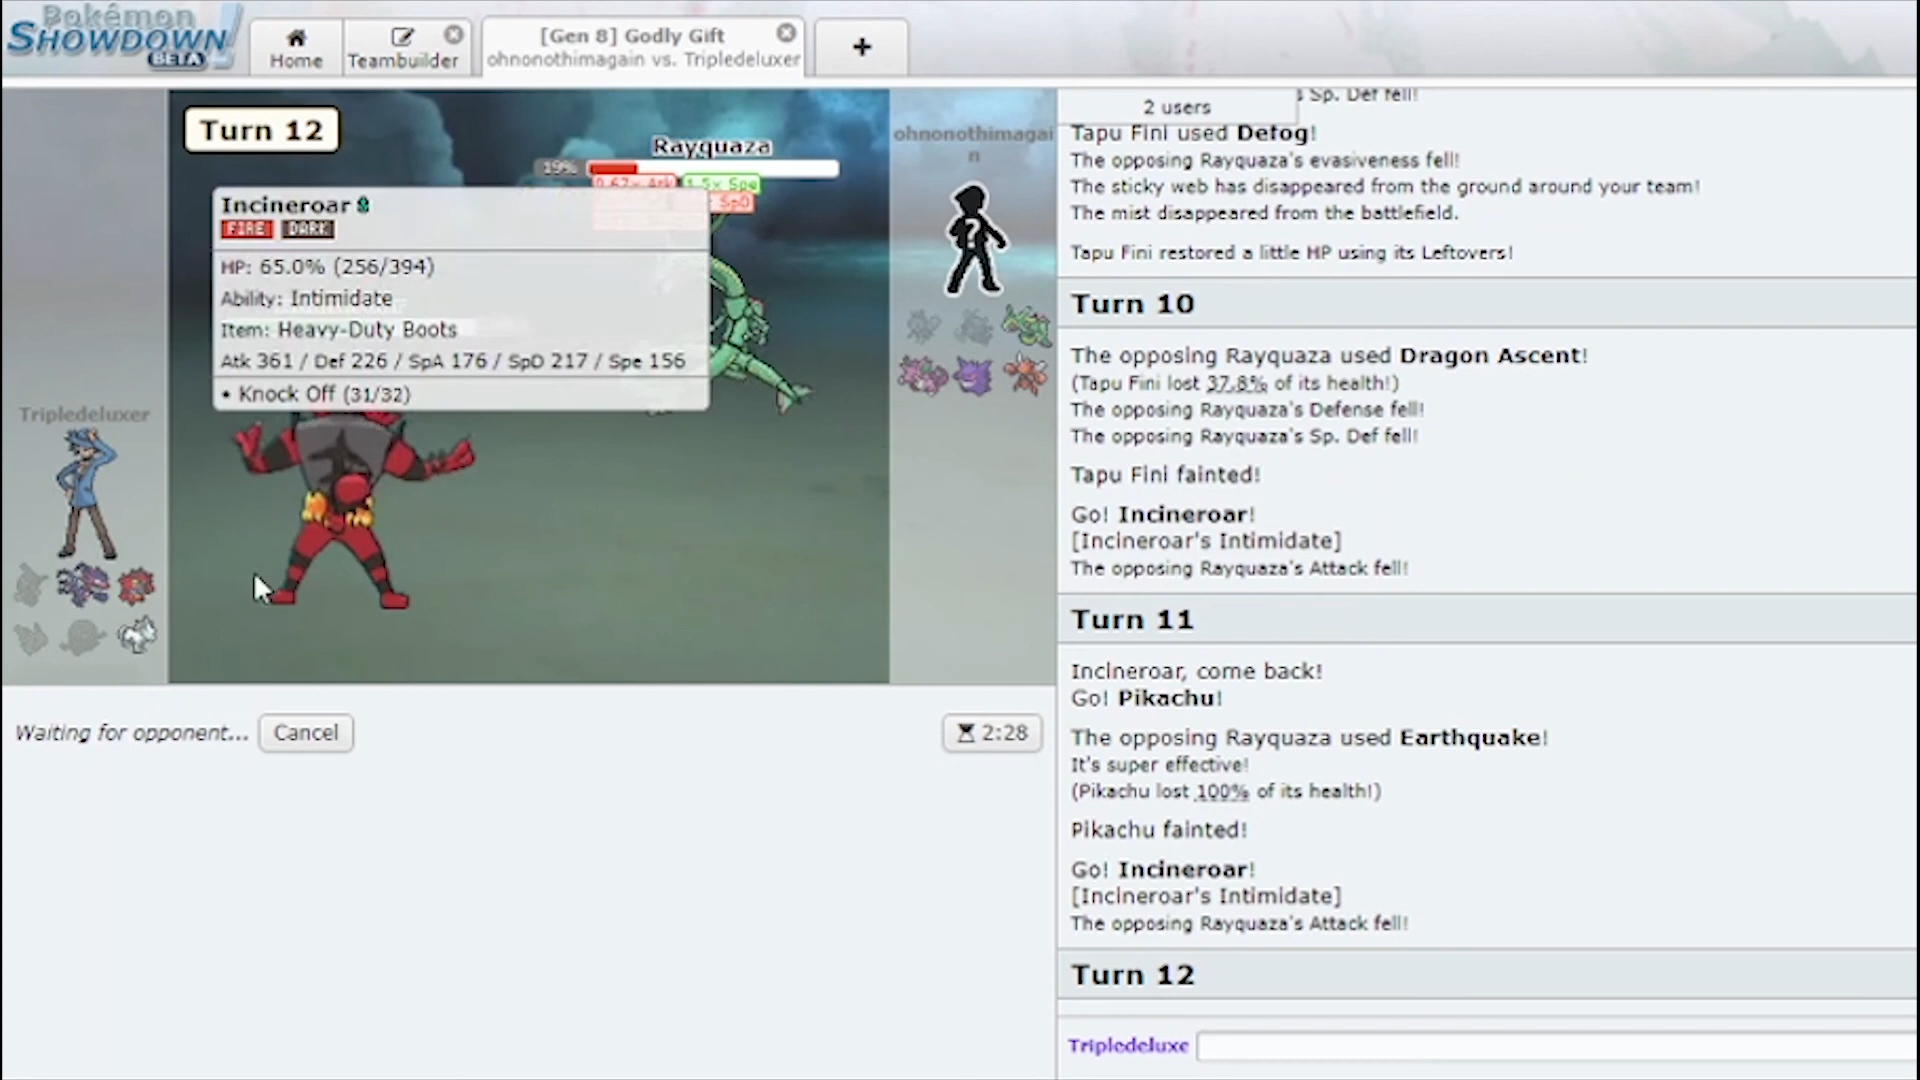 Pokémon
SHOWDOWN!
BETA
Home
Teambuilder
[Gen 8] Godly Gift
ohnonothimagain vs. Tripledeluxer
+
Turn 12
Rayquaza
19%
0.67x Atk
1.5x Spe
SpD
Incineroar
FIRE DARK
HP: 65.0% (256/394)
Ability: Intimidate
Item: Heavy-Duty Boots
Atk 361 / Def 226 / SpA 176 / SpD 217 / Spe 156
• Knock Off (31/32)
Tripledeluxer
ohnonothimagai
n
?
Waiting for opponent...
Cancel
2:28
2 users
Sp. Def fell!
Tapu Fini used Defog!
The opposing Rayquaza's evasiveness fell!
The sticky web has disappeared from the ground around your team!
The mist disappeared from the battlefield.
Tapu Fini restored a little HP using its Leftovers!
Turn 10
The opposing Rayquaza used Dragon Ascent!
(Tapu Fini lost 37.8% of its health!)
The opposing Rayquaza's Defense fell!
The opposing Rayquaza's Sp. Def fell!
Tapu Fini fainted!
Go! Incineroar!
[Incineroar's Intimidate]
The opposing Rayquaza's Attack fell!
Turn 11
Incineroar, come back!
Go! Pikachu!
The opposing Rayquaza used Earthquake!
It's super effective!
(Pikachu lost 100% of its health!)
Pikachu fainted!
Go! Incineroar!
[Incineroar's Intimidate]
The opposing Rayquaza's Attack fell!
Turn 12
Tripledeluxe